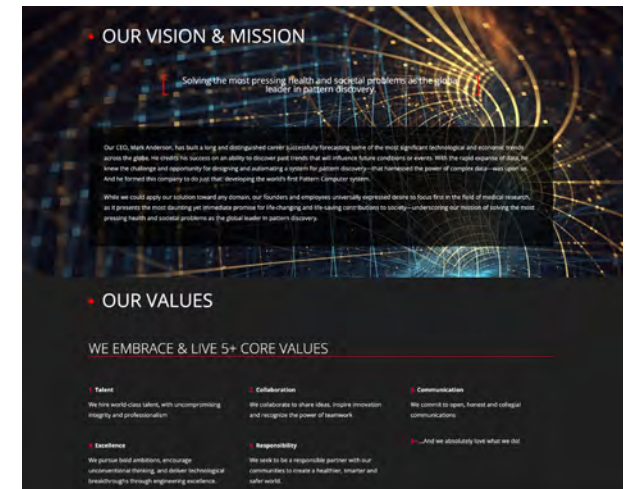 OUR VISION & MISSION
Solving the most pressing health and societal problems as the global
leader in pattern discovery.
Our CEO, Mark Anderson, has built a long and distinguished career successfully forecasting some of the most significant technological and economic trends
across the globe. He credits his success on an ability to discover past trends that will influence future conditions or events. With the rapid expanse of data, he
knew the challenge and opportunity for designing and automating a system for pattern discovery—that harnessed the power of complex data—was upon us.
And he formed this company to do just that: developing the world's first Pattern Computer system.
While we could apply our solution toward any domain, our founders and employees universally expressed desire to focus first in the field of medical research,
as it presents the most daunting yet immediate promise for life-changing and life-saving contributions to society—underscoring our mission of solving the most
pressing health and societal problems as the global leader in pattern discovery.
OUR VALUES
WE EMBRACE & LIVE 5+ CORE VALUES
1. Talent
We hire world-class talent, with uncompromising
integrity and professionalism
2. Collaboration
We collaborate to share ideas, inspire innovation
and recognize the power of teamwork
3. Communication
We commit to open, honest and collegial
communications
4. Excellence
We pursue bold ambitions, encourage
unconventional thinking, and deliver technological
breakthroughs through engineering excellence.
5. Responsibility
We seek to be a responsible partner with our
communities to create a healthier, smarter and
safer world.
5+...And we absolutely love what we do!